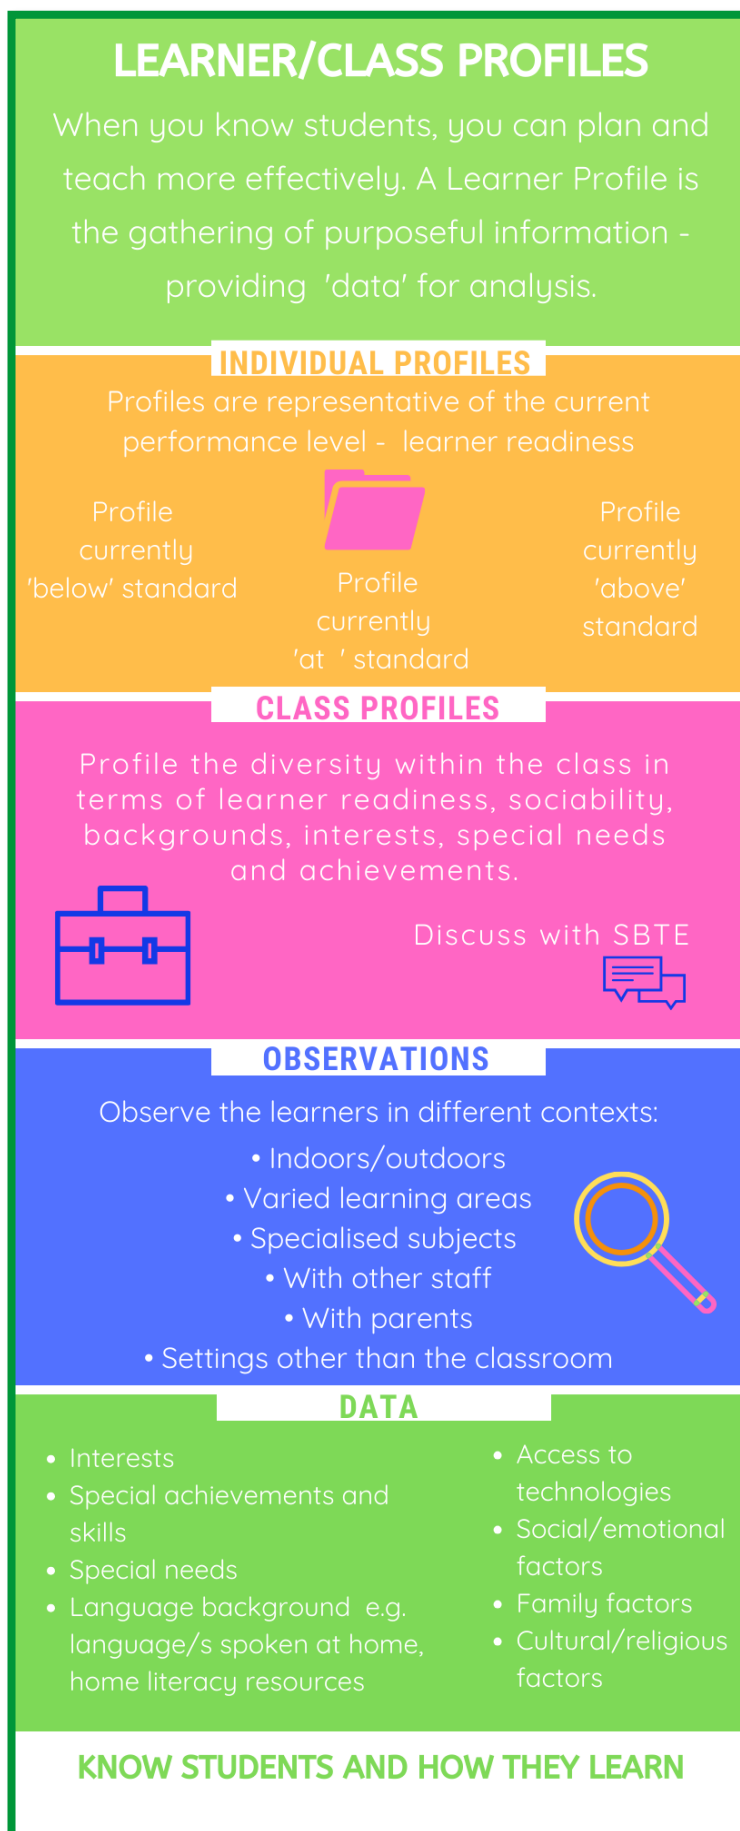 LEARNER/CLASS PROFILES
When you know students, you can plan and
teach more effectively. A Learner Profile is
the gathering of purposeful information -
providing 'data' for analysis.
INDIVIDUAL PROFILES
Profiles are representative of the current
performance level - learner readiness
Profile
currently
'below' standard
Profile
currently
'at ' standard
Profile
currently
'above'
standard
CLASS PROFILES
Profile the diversity within the class in
terms of learner readiness, sociability,
backgrounds, interests, special needs
and achievements.
Discuss with SBTE
OBSERVATIONS
Observe the learners in different contexts:
• Indoors/outdoors
• Varied learning areas
• Specialised subjects
• With other staff
• With parents
• Settings other than the classroom
DATA
• Interests
• Special achievements and
skills
• Special needs
• Language background e.g.
language/s spoken at home,
home literacy resources
• Access to
technologies
• Social/emotional
factors
• Family factors
• Cultural/religious
factors
KNOW STUDENTS AND HOW THEY LEARN